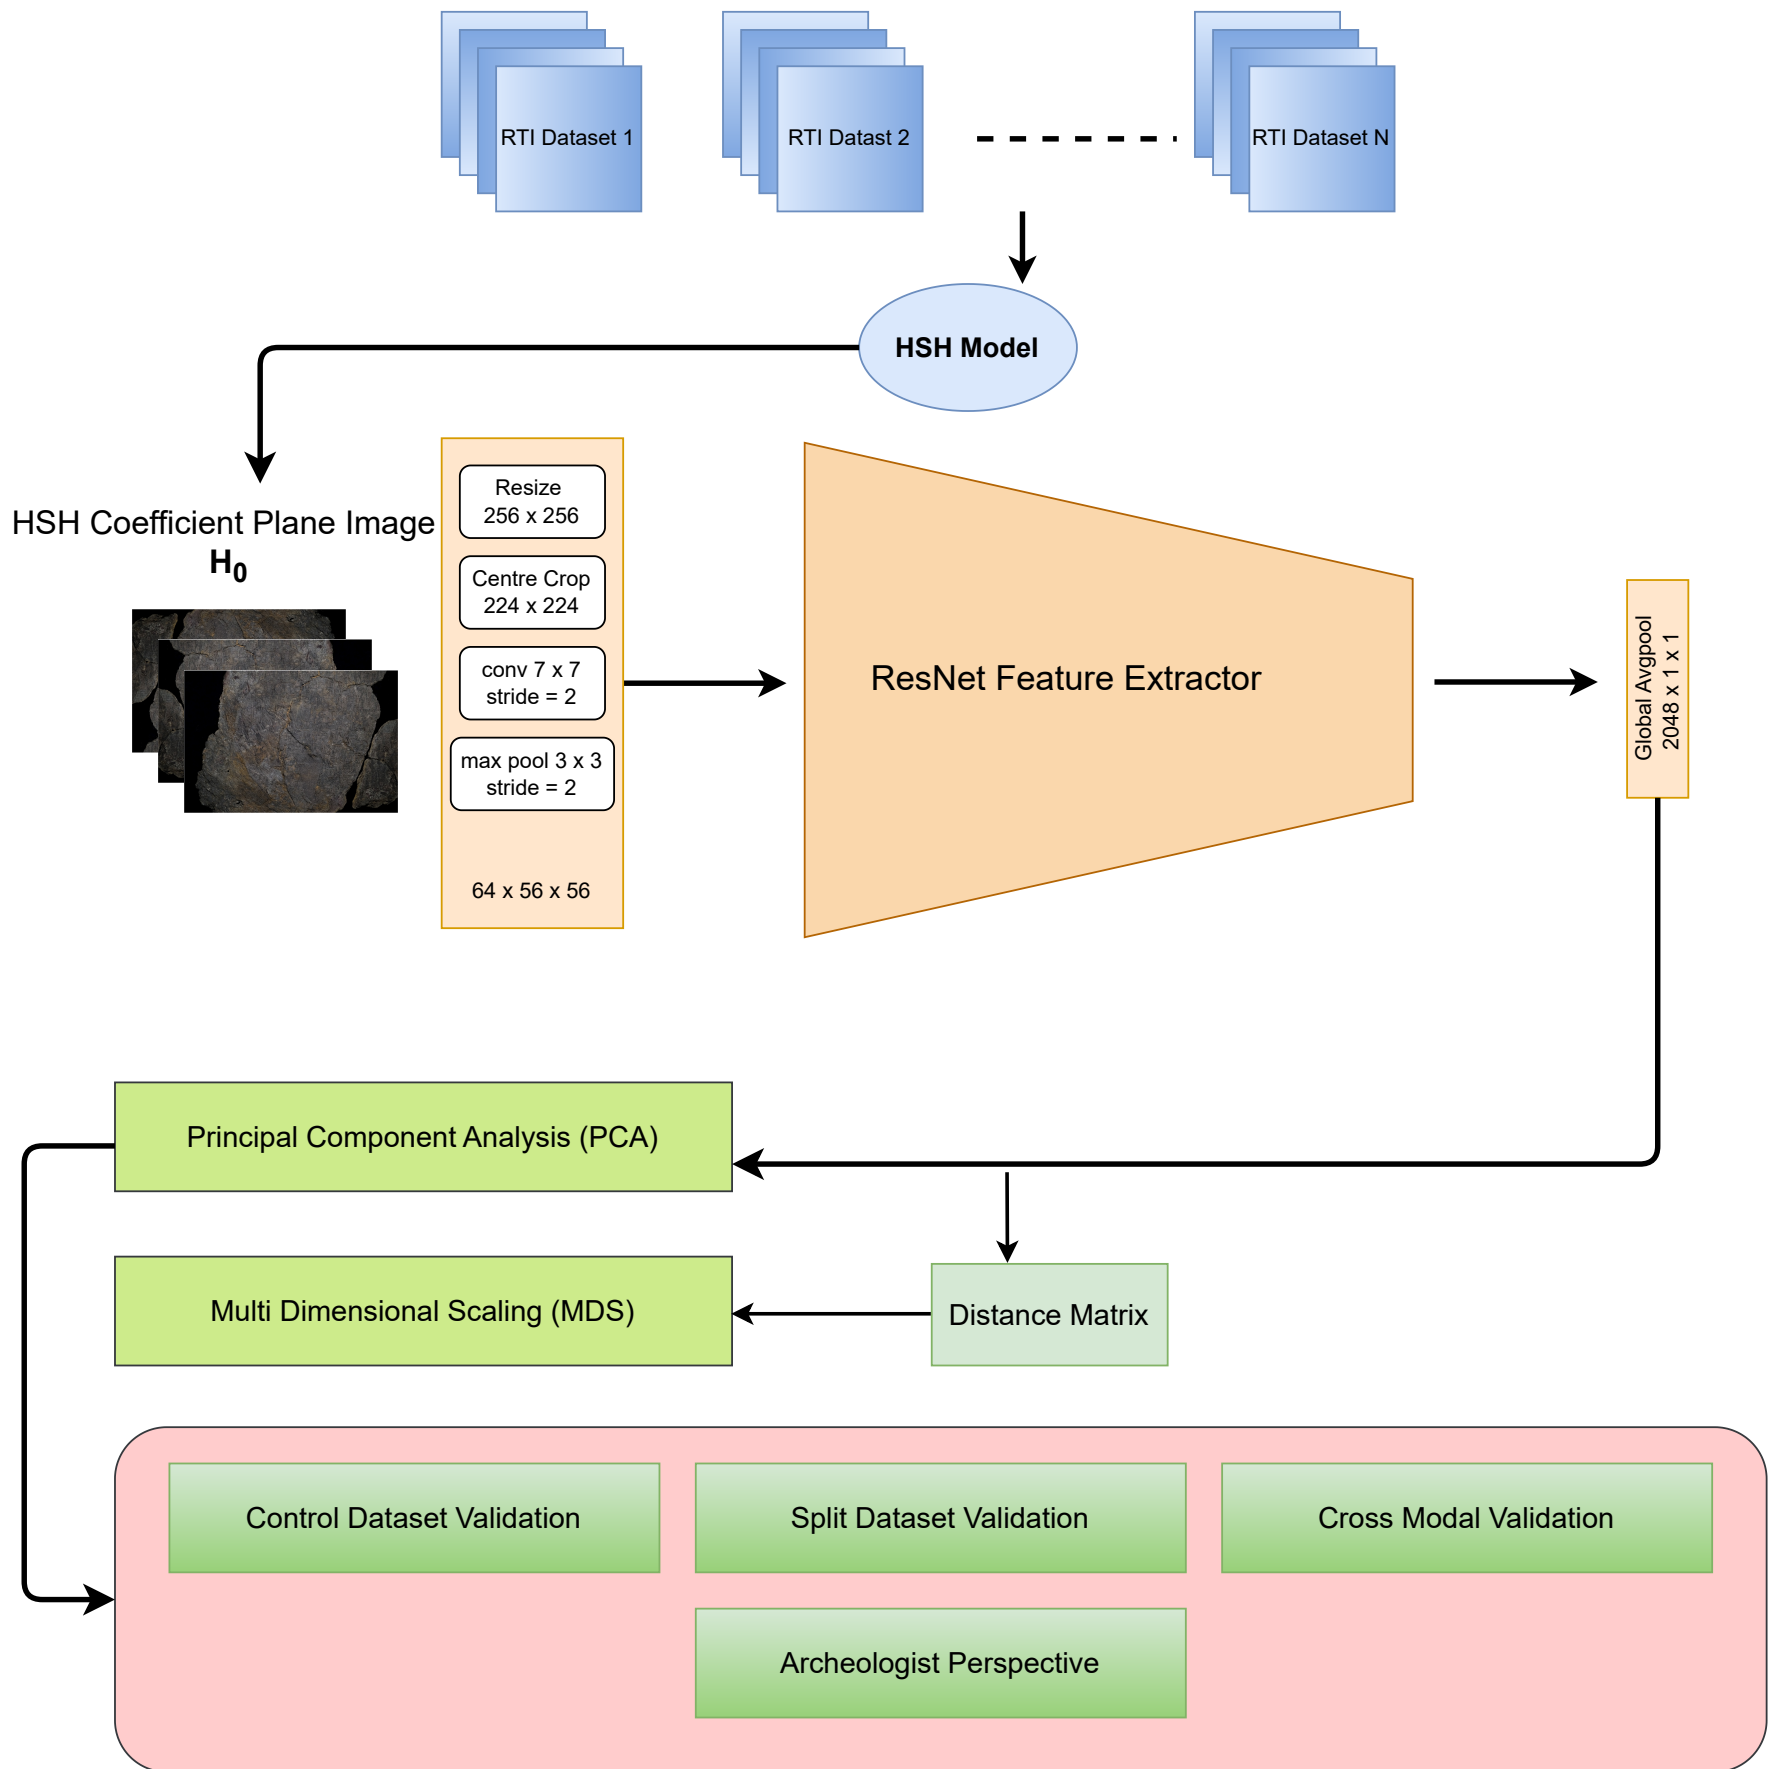 RTI Dataset 1
RTI Datast 2
RTI Dataset N
HSH Model
HSH Coefficient Plane Image
H0
Resize
256 x 256
Centre Crop
224 x 224
conv 7 x 7
stride = 2
max pool 3 x 3
stride = 2
64 x 56 x 56
ResNet Feature Extractor
Global Avgpool
2048 x 1 x 1
Principal Component Analysis (PCA)
Multi Dimensional Scaling (MDS)
Distance Matrix
Control Dataset Validation
Split Dataset Validation
Cross Modal Validation
Archeologist Perspective